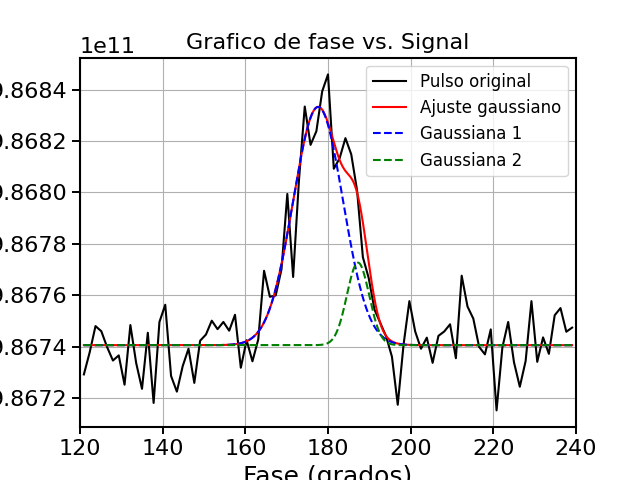 Grafico de fase vs. Signal
1e11
Pulso original
Ajuste gaussiano
Gaussiana 1
Gaussiana 2
.8684
.8682
.8680
.8678
.8676
.8674
.8672
120 140 160 180 200 220 240
Fase (grados)